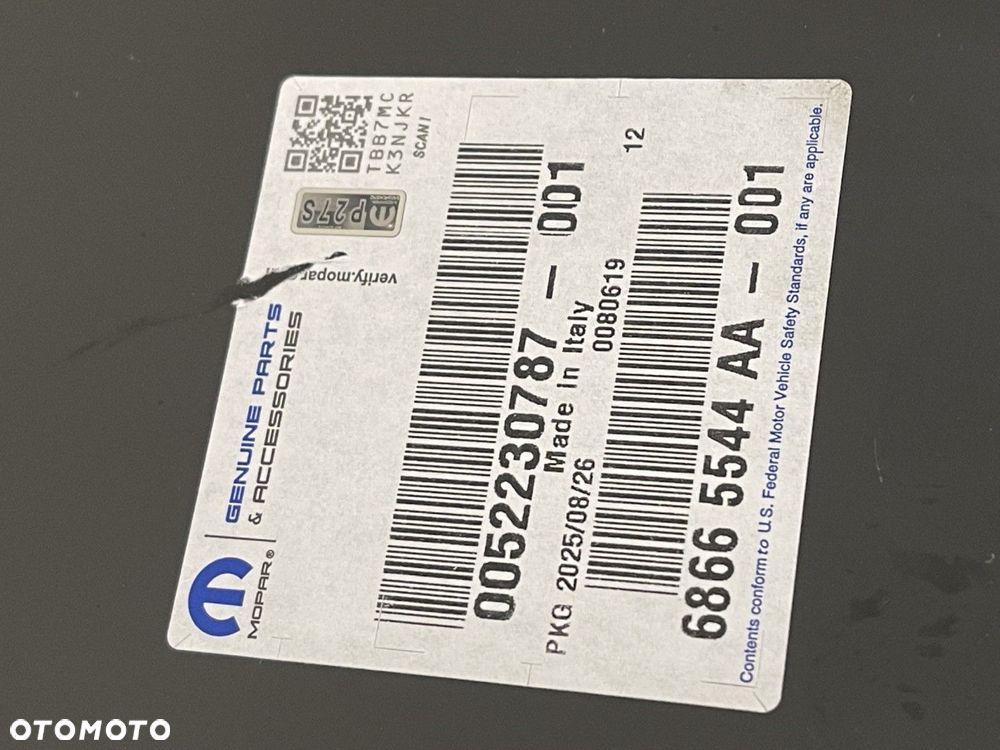 MOPAR®
GENUINE PARTS
& ACCESSORIES
verify.mopar
P27S
TBB7MC
K3NJKR
SCAN!
0052230787 – 001
PKG 2025/08/26 Made in Italy
0080619
12
6866 5544 AA – 001
Contents conform to U.S. Federal Motor Vehicle Safety Standards, if any are applicable.
OTOMOTO